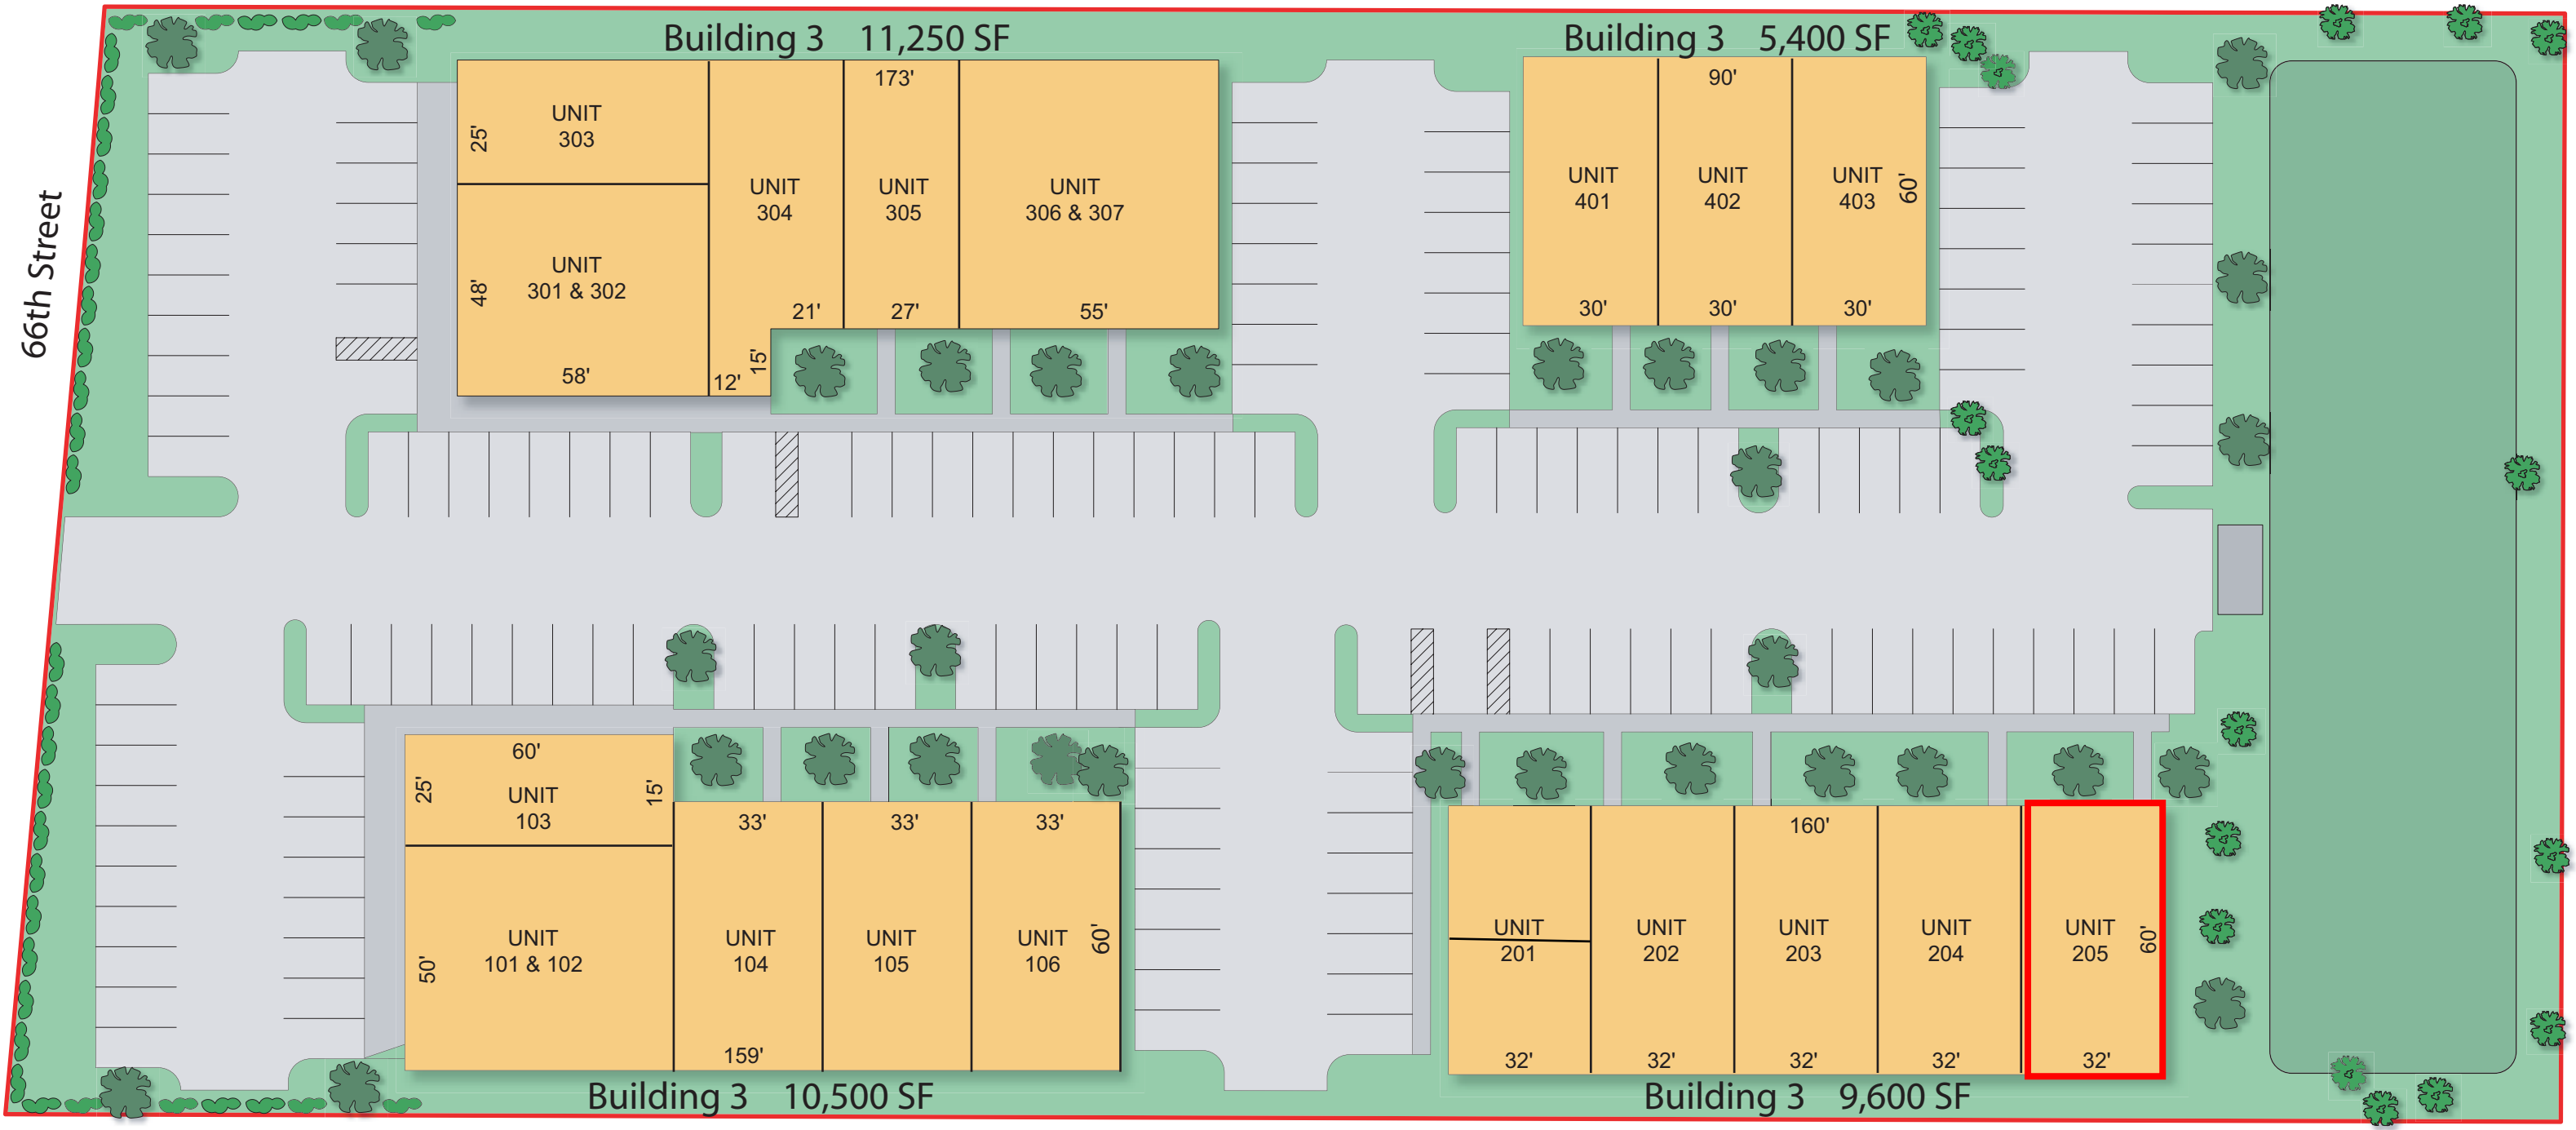 Building 3 11,250 SF
173'
UNIT
303
25'
UNIT
301 & 302
48'
58'
UNIT
304
21'
12'
15'
UNIT
305
27'
UNIT
306 & 307
55'
Building 3 5,400 SF
90'
UNIT
401
30'
UNIT
402
30'
UNIT
403
60'
30'
66th Street
60'
25'
15'
UNIT
103
UNIT
101 & 102
50'
33'
UNIT
104
159'
33'
UNIT
105
33'
UNIT
106
60'
Building 3 10,500 SF
160'
UNIT
201
32'
UNIT
202
32'
UNIT
203
32'
UNIT
204
32'
UNIT
205
60'
32'
Building 3 9,600 SF